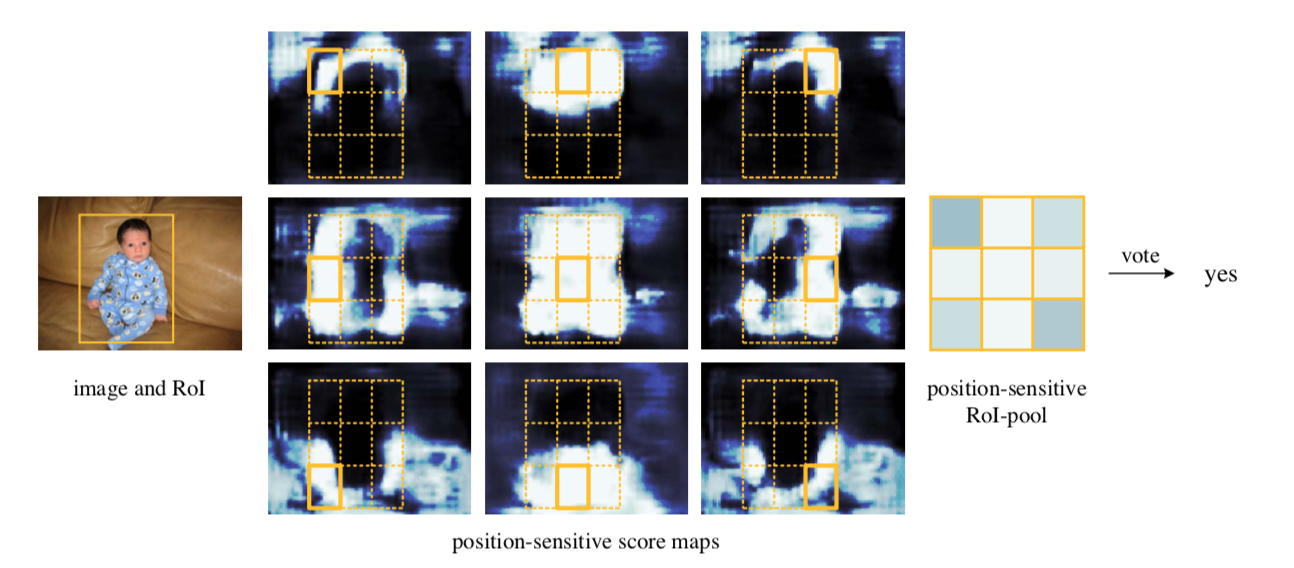 image and RoI
position-sensitive score maps
position-sensitive
RoI-pool
vote
yes